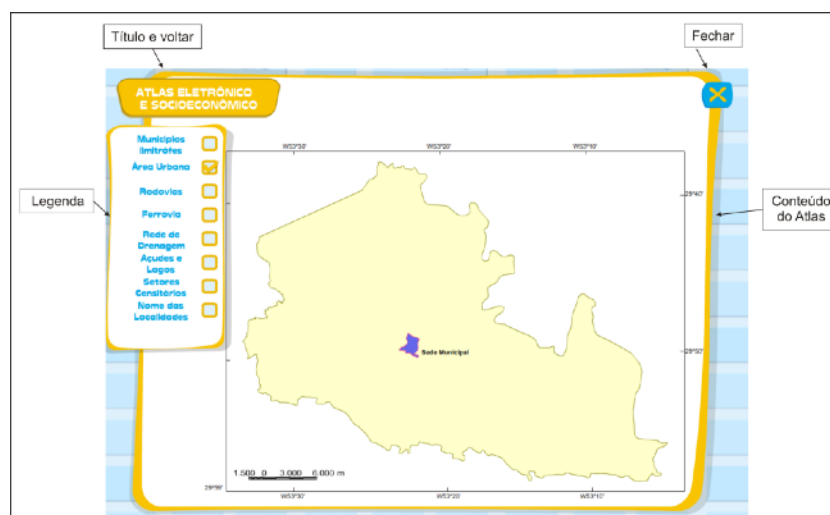 Título e voltar
Fechar
ATLAS ELETRÔNICO
E SOCIOECONÔMICO
Municípios
limítrofes
Área Urbana
Rodovias
Ferrovia
Rede de
Drenagem
Açudes e
Lagos
Setores
Censitários
Nome das
Localidades
Legenda
Conteúdo
do Atlas
W53°30'
W53°20'
W53°10'
29°40'
29°50'
Sede Municipal
1.500 0 3.000 6.000 m
W53°30'
W53°20'
W53°10'